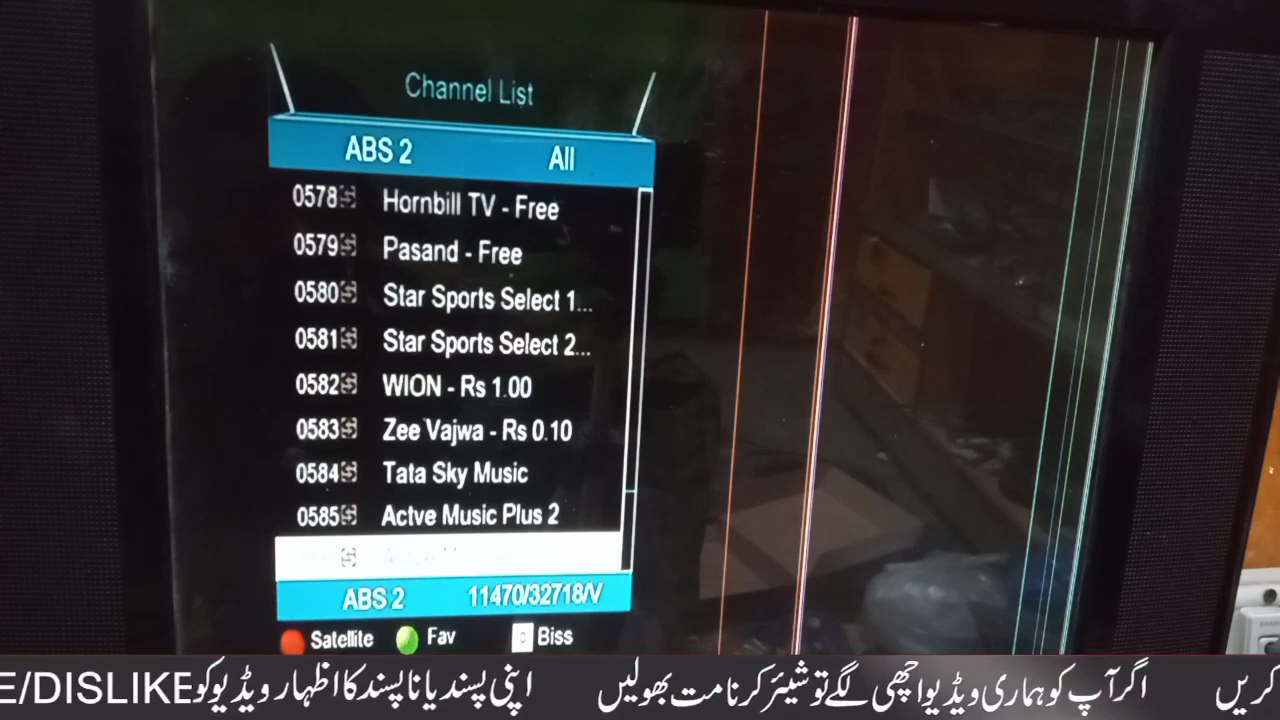 Channel List
ABS 2 All
0578 Hornbill TV - Free
0579 Pasand - Free
0580 Star Sports Select 1...
0581 Star Sports Select 2...
0582 WION - Rs 1.00
0583 Zee Vajwa - Rs 0.10
0584 Tata Sky Music
0585 Actve Music Plus 2
ABS 2 11470/32718/V
Satellite Fav Biss
کریں اگر آپ کو ہماری ویڈیو اچھی لگے تو شیئر کرنا مت بھولیں اپنی پسند یا ناپسند کا اظہار ویڈیو کو E/DISLIKE